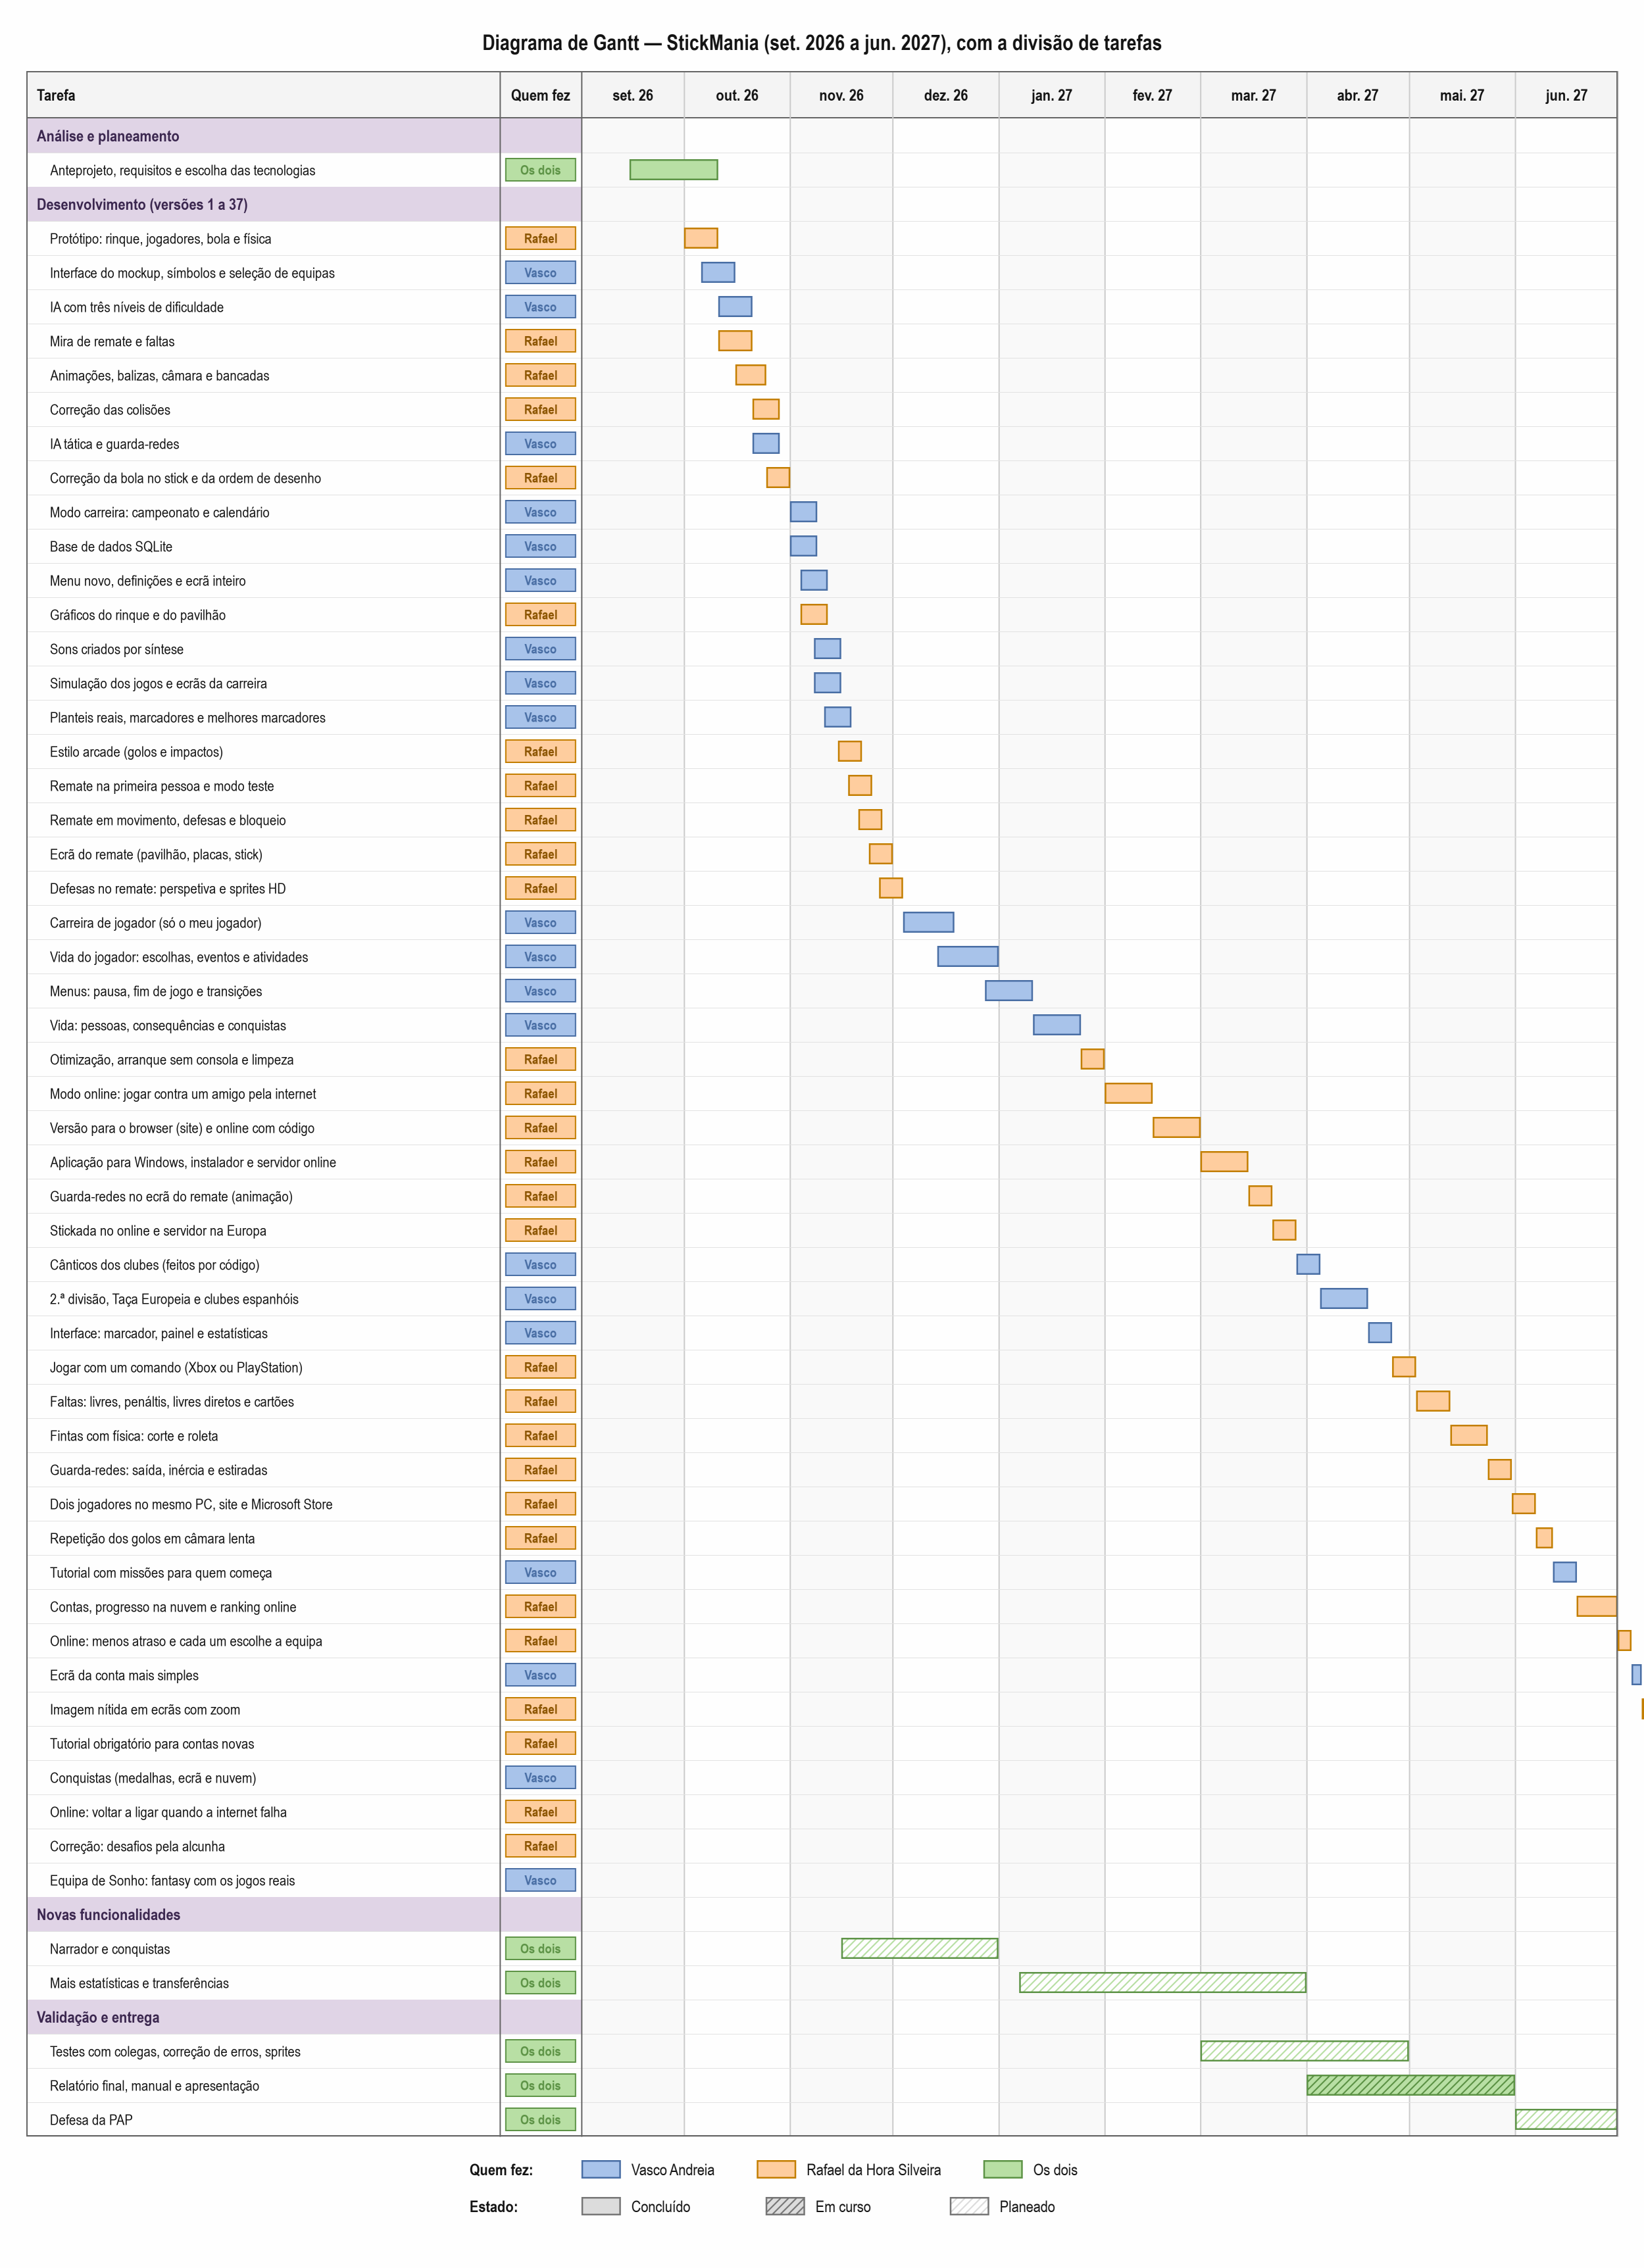 Diagrama de Gantt — StickMania (set. 2026 a jun. 2027), com a divisão de tarefas
Tarefa Quem fez set. 26 out. 26 nov. 26 dez. 26 jan. 27 fev. 27 mar. 27 abr. 27 mai. 27 jun. 27
Análise e planeamento
Anteprojeto, requisitos e escolha das tecnologias Os dois
Desenvolvimento (versões 1 a 37)
Protótipo: rinque, jogadores, bola e física Rafael
Interface do mockup, símbolos e seleção de equipas Vasco
IA com três níveis de dificuldade Vasco
Mira de remate e faltas Rafael
Animações, balizas, câmara e bancadas Rafael
Correção das colisões Rafael
IA tática e guarda-redes Vasco
Correção da bola no stick e da ordem de desenho Rafael
Modo carreira: campeonato e calendário Vasco
Base de dados SQLite Vasco
Menu novo, definições e ecrã inteiro Vasco
Gráficos do rinque e do pavilhão Rafael
Sons criados por síntese Vasco
Simulação dos jogos e ecrãs da carreira Vasco
Planteis reais, marcadores e melhores marcadores Vasco
Estilo arcade (golos e impactos) Rafael
Remate na primeira pessoa e modo teste Rafael
Remate em movimento, defesas e bloqueio Rafael
Ecrã do remate (pavilhão, placas, stick) Rafael
Defesas no remate: perspetiva e sprites HD Rafael
Carreira de jogador (só o meu jogador) Vasco
Vida do jogador: escolhas, eventos e atividades Vasco
Menus: pausa, fim de jogo e transições Vasco
Vida: pessoas, consequências e conquistas Vasco
Otimização, arranque sem consola e limpeza Rafael
Modo online: jogar contra um amigo pela internet Rafael
Versão para o browser (site) e online com código Rafael
Aplicação para Windows, instalador e servidor online Rafael
Guarda-redes no ecrã do remate (animação) Rafael
Stickada no online e servidor na Europa Rafael
Cânticos dos clubes (feitos por código) Vasco
2.ª divisão, Taça Europeia e clubes espanhóis Vasco
Interface: marcador, painel e estatísticas Vasco
Jogar com um comando (Xbox ou PlayStation) Rafael
Faltas: livres, penáltis, livres diretos e cartões Rafael
Fintas com física: corte e roleta Rafael
Guarda-redes: saída, inércia e estiradas Rafael
Dois jogadores no mesmo PC, site e Microsoft Store Rafael
Repetição dos golos em câmara lenta Rafael
Tutorial com missões para quem começa Vasco
Contas, progresso na nuvem e ranking online Rafael
Online: menos atraso e cada um escolhe a equipa Rafael
Ecrã da conta mais simples Vasco
Imagem nítida em ecrãs com zoom Rafael
Tutorial obrigatório para contas novas Rafael
Conquistas (medalhas, ecrã e nuvem) Vasco
Online: voltar a ligar quando a internet falha Rafael
Correção: desafios pela alcunha Rafael
Equipa de Sonho: fantasy com os jogos reais Vasco
Novas funcionalidades
Narrador e conquistas Os dois
Mais estatísticas e transferências Os dois
Validação e entrega
Testes com colegas, correção de erros, sprites Os dois
Relatório final, manual e apresentação Os dois
Defesa da PAP Os dois
Quem fez: Vasco Andreia Rafael da Hora Silveira Os dois
Estado: Concluído Em curso Planeado